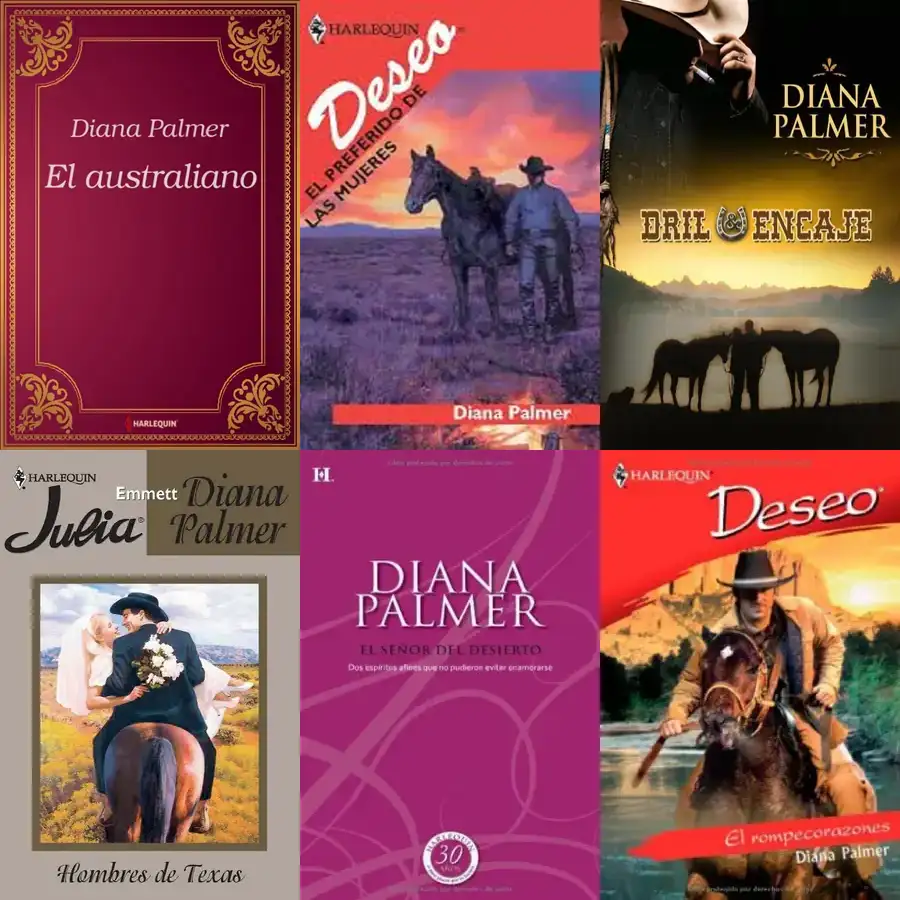 Diana Palmer
El australiano
HARLEQUIN
HARLEQUIN
Deseo
EL PREFERIDO DE
LAS MUJERES
Diana Palmer
DIANA
PALMER
DRIL & ENCAJE
HARLEQUIN
Julia
Emmett
Diana
Palmer
Hombres de Texas
H.
DIANA
PALMER
EL SEÑOR DEL DESIERTO
Dos espíritus afines que no pudieron evitar enamorarse
HARLEQUIN
30
AÑOS
HARLEQUIN
Deseo
El rompecorazones
Diana Palmer